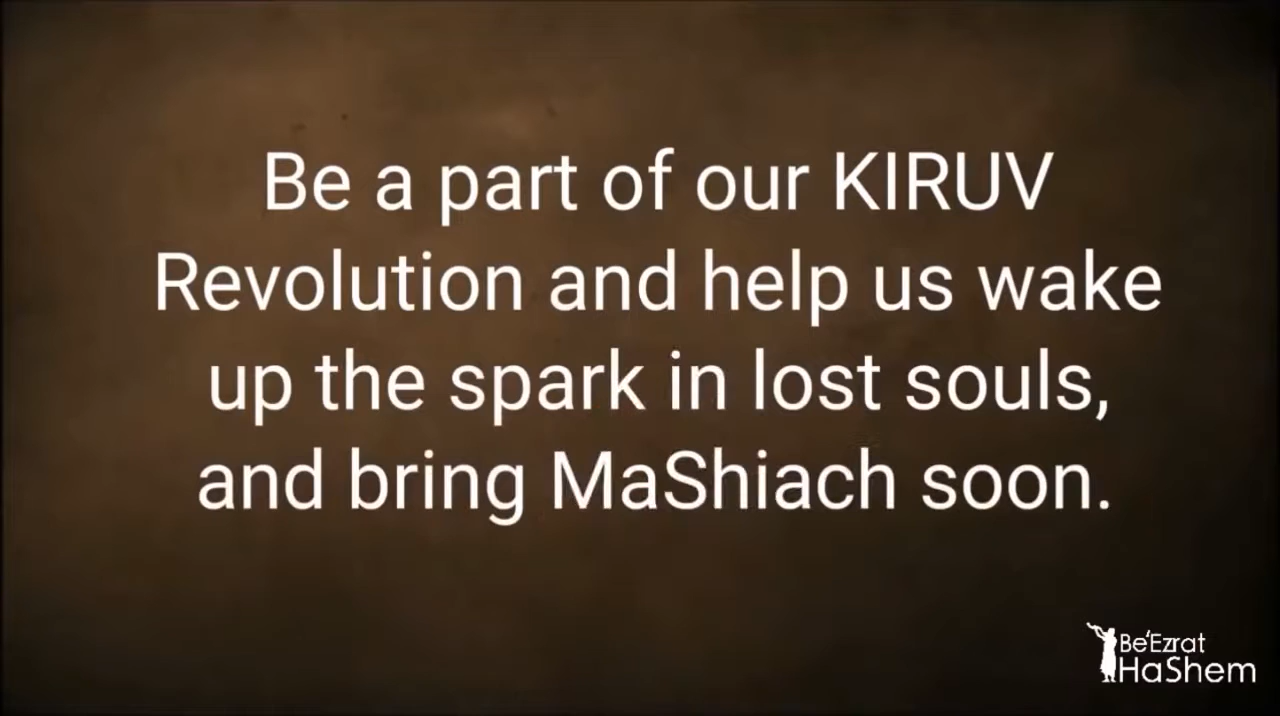 Be a part of our KIRUV
Revolution and help us wake
up the spark in lost souls,
and bring MaShiach soon.
Be'Ezrat
HaShem